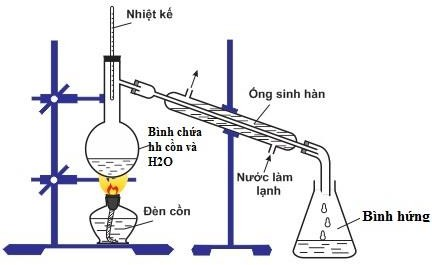 Nhiệt kế
Ống sinh hàn
Bình chứa
hh cồn và
H2O
Nước làm
lạnh
Đèn cồn
Bình hứng